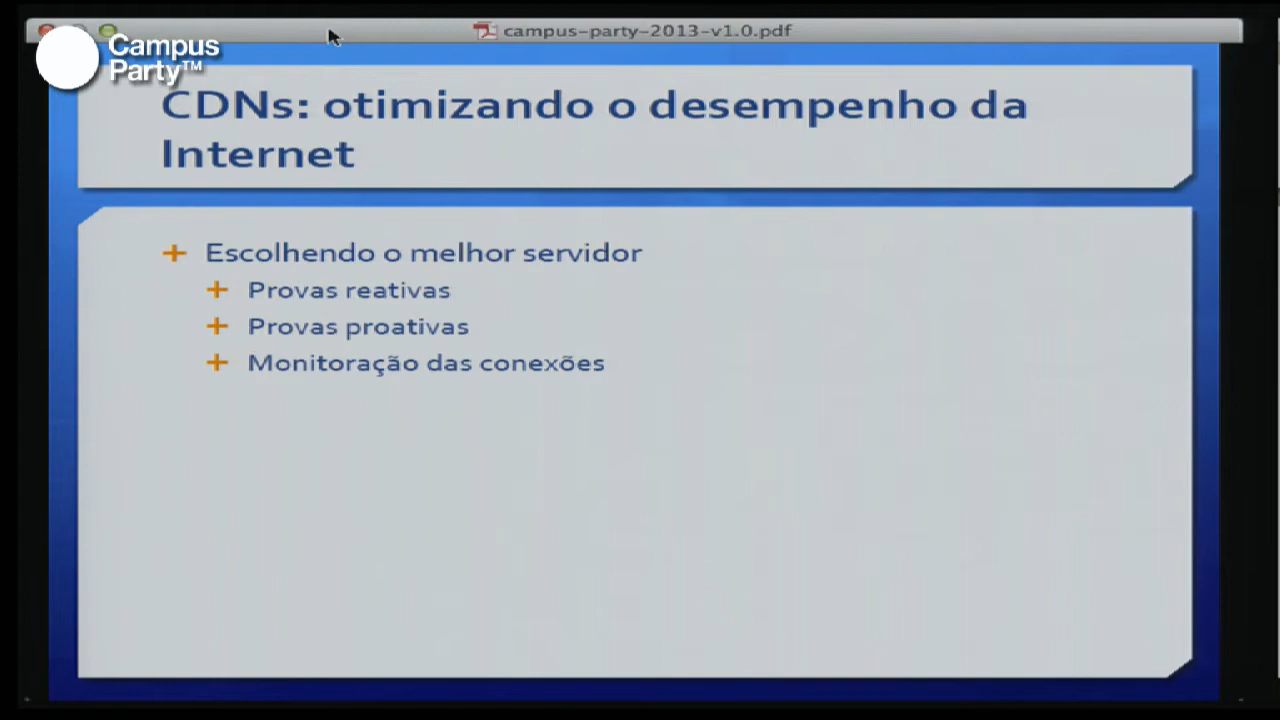 campus-party-2013-v1.0.pdf
Campus
Party™
CDNs: otimizando o desempenho da
Internet
+ Escolhendo o melhor servidor
+ Provas reativas
+ Provas proativas
+ Monitoração das conexões